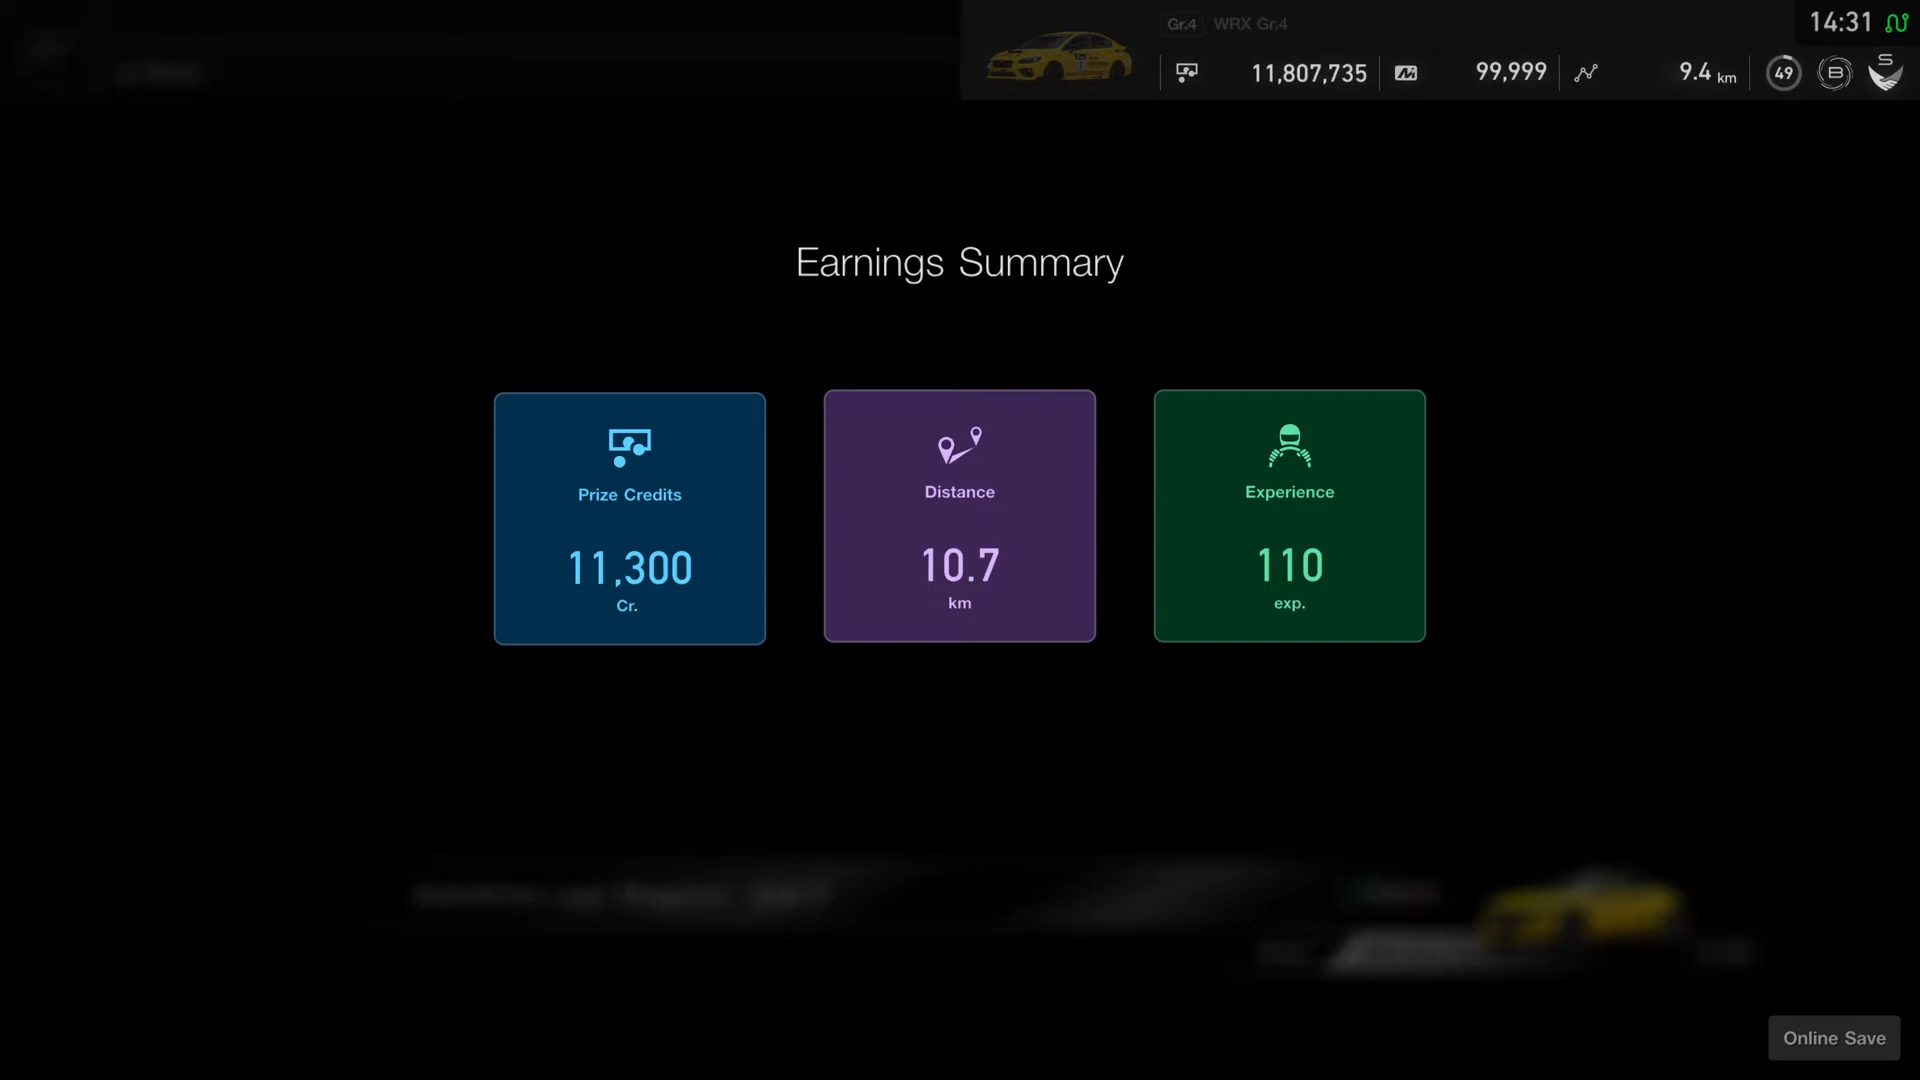 14:31
Gr.4 WRX Gr.4
11,807,735 99,999 9.4 km 49 B S
Earnings Summary
Prize Credits
11,300
Cr.
Distance
10.7
km
Experience
110
exp.
Online Save